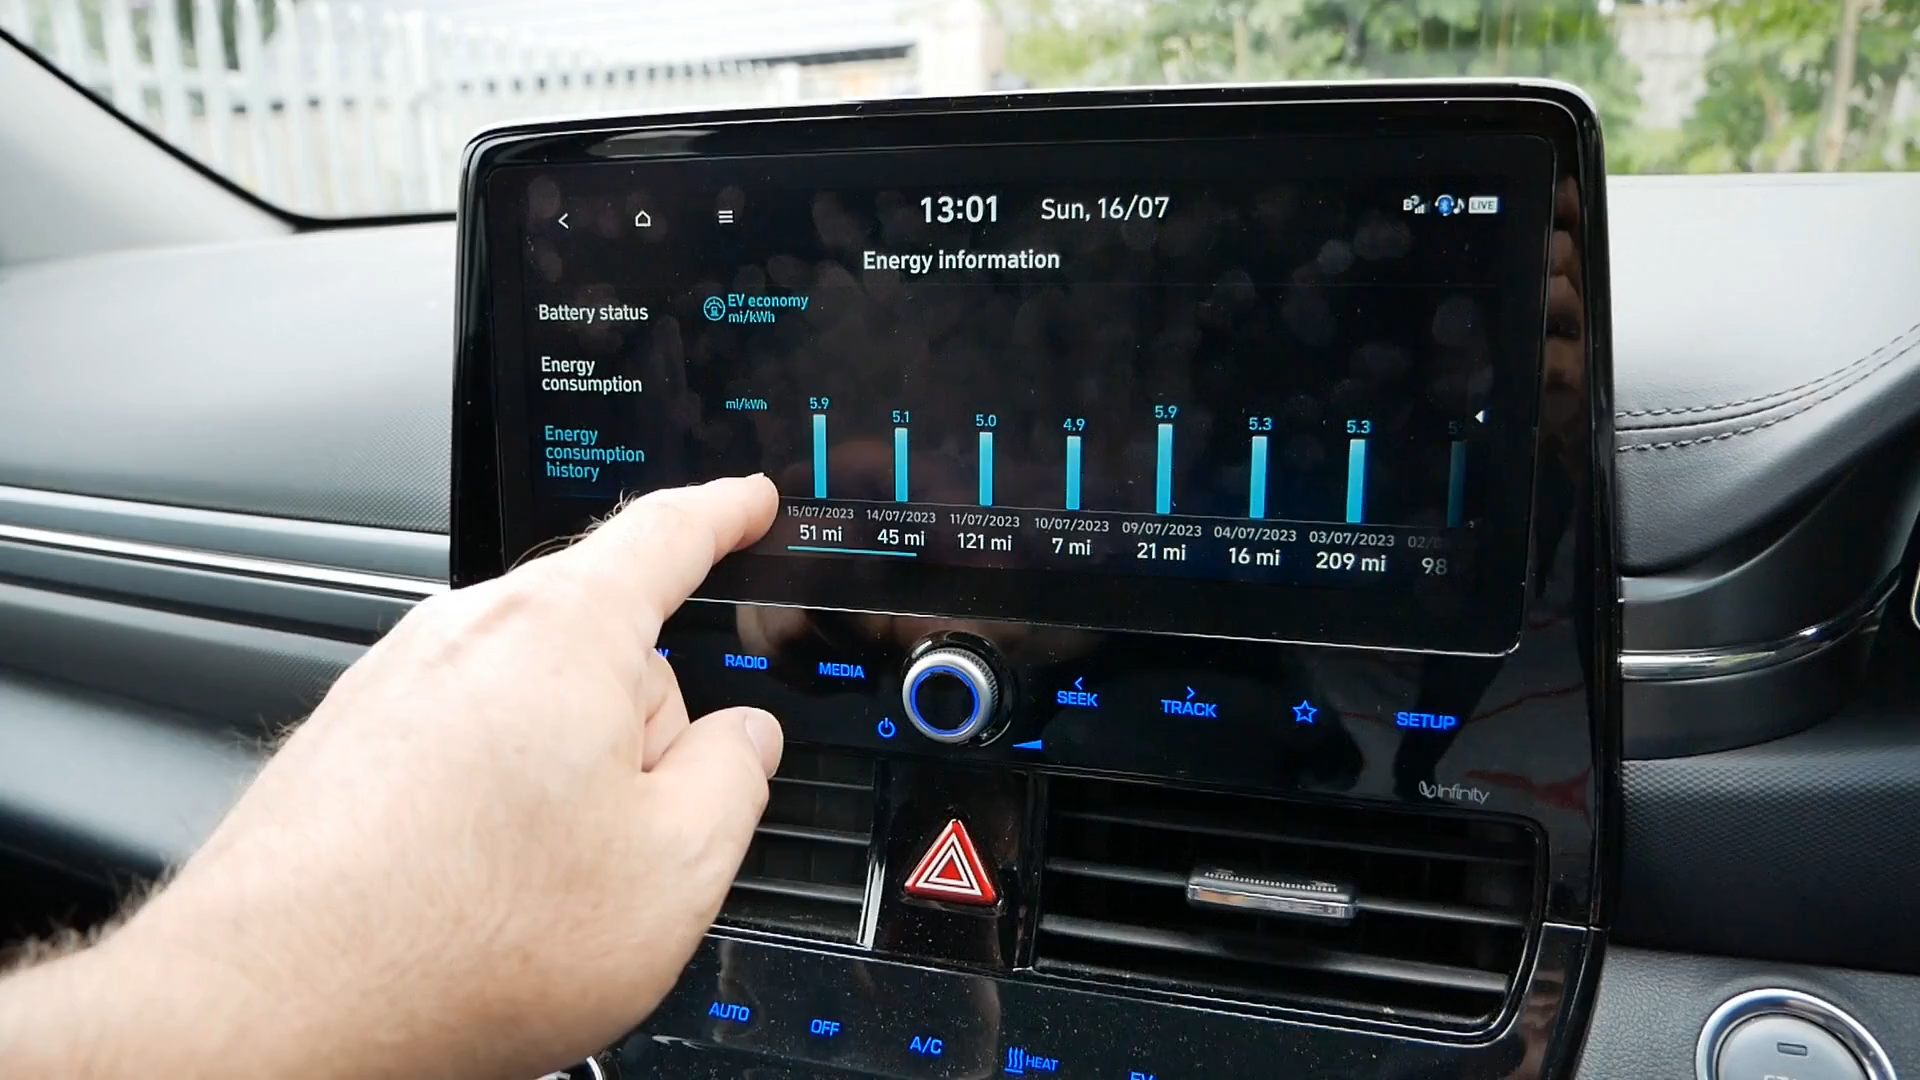 13:01 Sun, 16/07
B LIVE
Energy information
Battery status
EV economy
mi/kWh
Energy
consumption
Energy
consumption
history
mi/kWh 5.9 5.1 5.0 4.9 5.9 5.3 5.3
15/07/2023 14/07/2023 11/07/2023 10/07/2023 09/07/2023 04/07/2023 03/07/2023
51 mi 45 mi 121 mi 7 mi 21 mi 16 mi 209 mi 98
RADIO MEDIA SEEK TRACK SETUP
infinity
AUTO OFF A/C HEAT